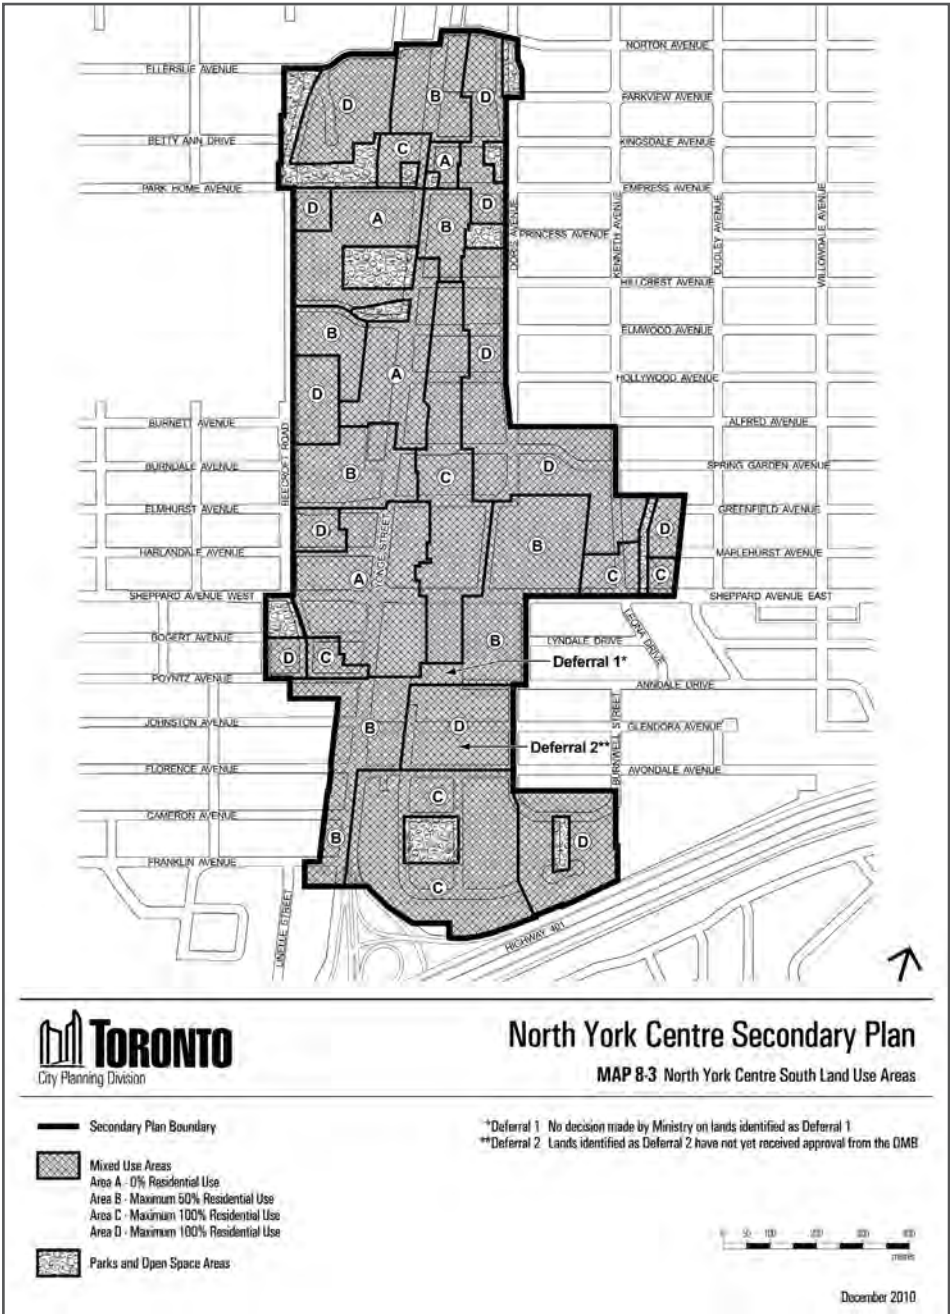 NORTON AVENUE
ELLERSLIE AVENUE
PARKVIEW AVENUE
BETTY ANN DRIVE
KINGSDALE AVENUE
PARK HOME AVENUE
EMPRESS AVENUE
DORIS AVENUE
PRINCESS AVENUE
KENNETH AVENUE
DUDLEY AVENUE
WILLOWDALE AVENUE
HILLCREST AVENUE
ELMWOOD AVENUE
HOLLYWOOD AVENUE
BURNETT AVENUE
BEECROFT ROAD
ALFRED AVENUE
BURNDALE AVENUE
SPRING GARDEN AVENUE
ELMHURST AVENUE
YONGE STREET
GREENFIELD AVENUE
HARLANDALE AVENUE
MAPLEHURST AVENUE
SHEPPARD AVENUE WEST
SHEPPARD AVENUE EAST
BOGERT AVENUE
LYNDALE DRIVE
LEONA DRIVE
Deferral 1*
POYNTZ AVENUE
ANNDALE DRIVE
JOHNSTON AVENUE
BURNWELL STREET
GLENDORA AVENUE
Deferral 2**
FLORENCE AVENUE
AVONDALE AVENUE
CAMERON AVENUE
FRANKLIN AVENUE
LINELLE STREET
HIGHWAY 401
D
B
D
C
A
D
A
B
D
B
A
D
D
B
C
D
D
B
D
A
C
C
B
D
C
B
D
C
B
D
C
TORONTO
City Planning Division
North York Centre Secondary Plan
MAP 8-3 North York Centre South Land Use Areas
Secondary Plan Boundary
Mixed Use Areas
Area A - 0% Residential Use
Area B - Maximum 50% Residential Use
Area C - Maximum 100% Residential Use
Area D - Maximum 100% Residential Use
Parks and Open Space Areas
*Deferral 1 No decision made by Ministry on lands identified as Deferral 1
**Deferral 2 Lands identified as Deferral 2 have not yet received approval from the OMB
0 50 100 200 300 400
metres
December 2010